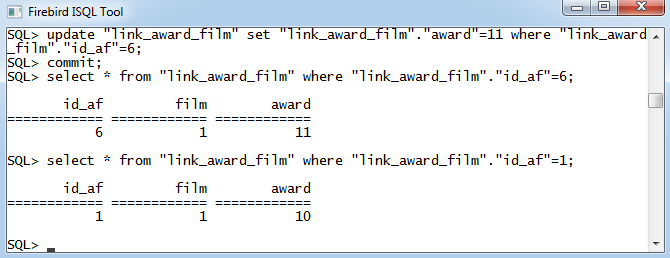 Firebird ISQL Tool
SQL> update "link_award_film" set "link_award_film"."award"=11 where "link_award
_film"."id_af"=6;
SQL> commit;
SQL> select * from "link_award_film" where "link_award_film"."id_af"=6;
id_af film award
============ ============ ============
6 1 11
SQL> select * from "link_award_film" where "link_award_film"."id_af"=1;
id_af film award
============ ============ ============
1 1 10
SQL>